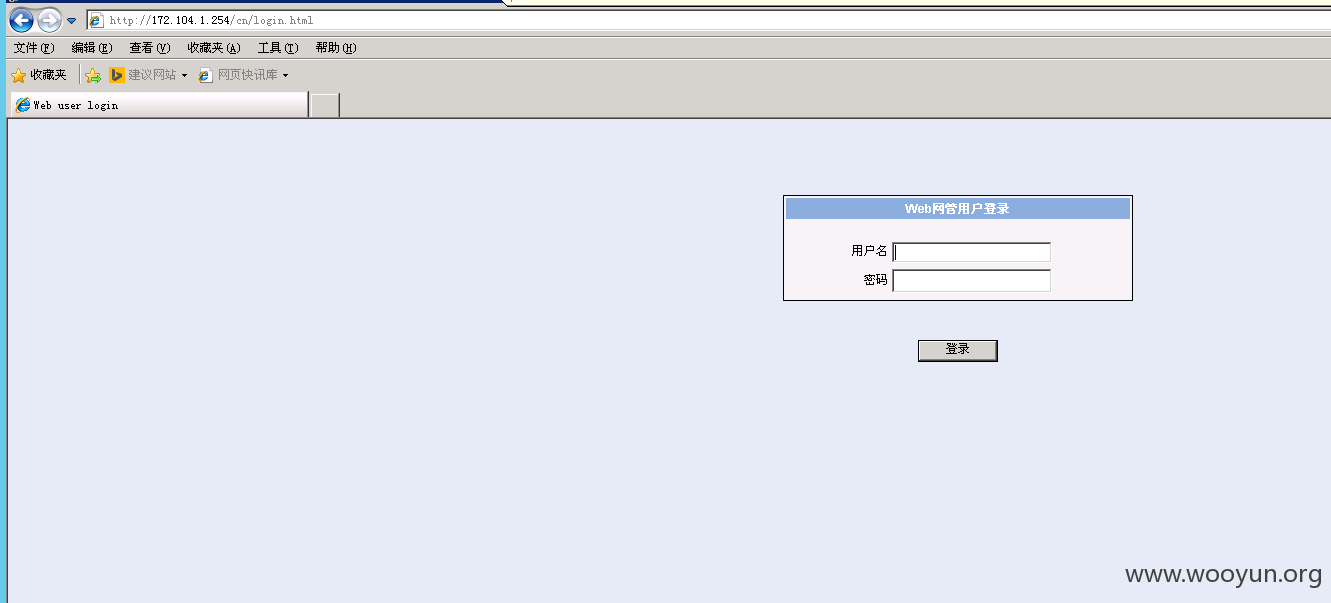 http://172.104.1.254/cn/login.html
文件(F) 编辑(E) 查看(V) 收藏夹(A) 工具(T) 帮助(H)
收藏夹 建议网站 网页快讯库
Web user login
Web网管用户登录
用户名
密码
登录
www.wooyun.org